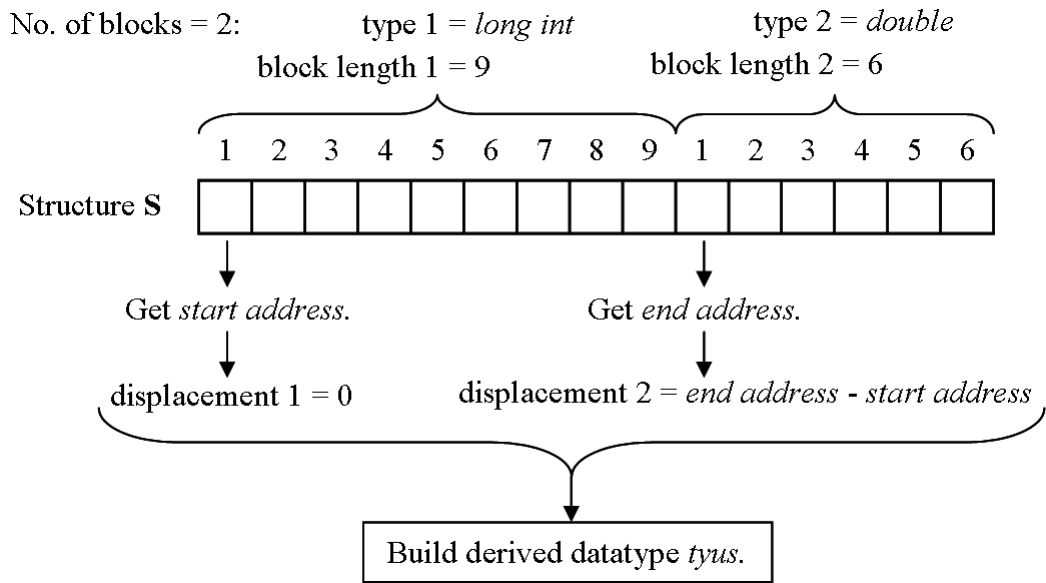 No. of blocks = 2:
type 1 = long int
type 2 = double
block length 1 = 9
block length 2 = 6
1 2 3 4 5 6 7 8 9 1 2 3 4 5 6
Structure S
Get start address.
Get end address.
displacement 1 = 0
displacement 2 = end address - start address
Build derived datatype tyus.